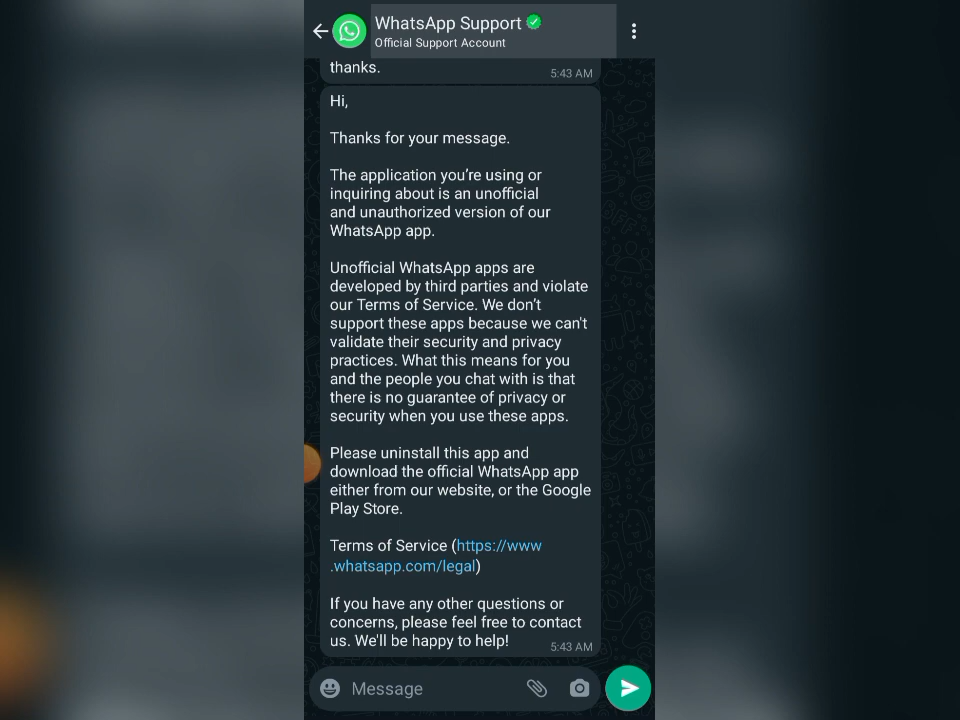 WhatsApp Support
Official Support Account
thanks.
5:43 AM
Hi,
Thanks for your message.
The application you’re using or
inquiring about is an unofficial
and unauthorized version of our
WhatsApp app.
Unofficial WhatsApp apps are
developed by third parties and violate
our Terms of Service. We don’t
support these apps because we can't
validate their security and privacy
practices. What this means for you
and the people you chat with is that
there is no guarantee of privacy or
security when you use these apps.
Please uninstall this app and
download the official WhatsApp app
either from our website, or the Google
Play Store.
Terms of Service (https://www
.whatsapp.com/legal)
If you have any other questions or
concerns, please feel free to contact
us. We'll be happy to help!
5:43 AM
Message